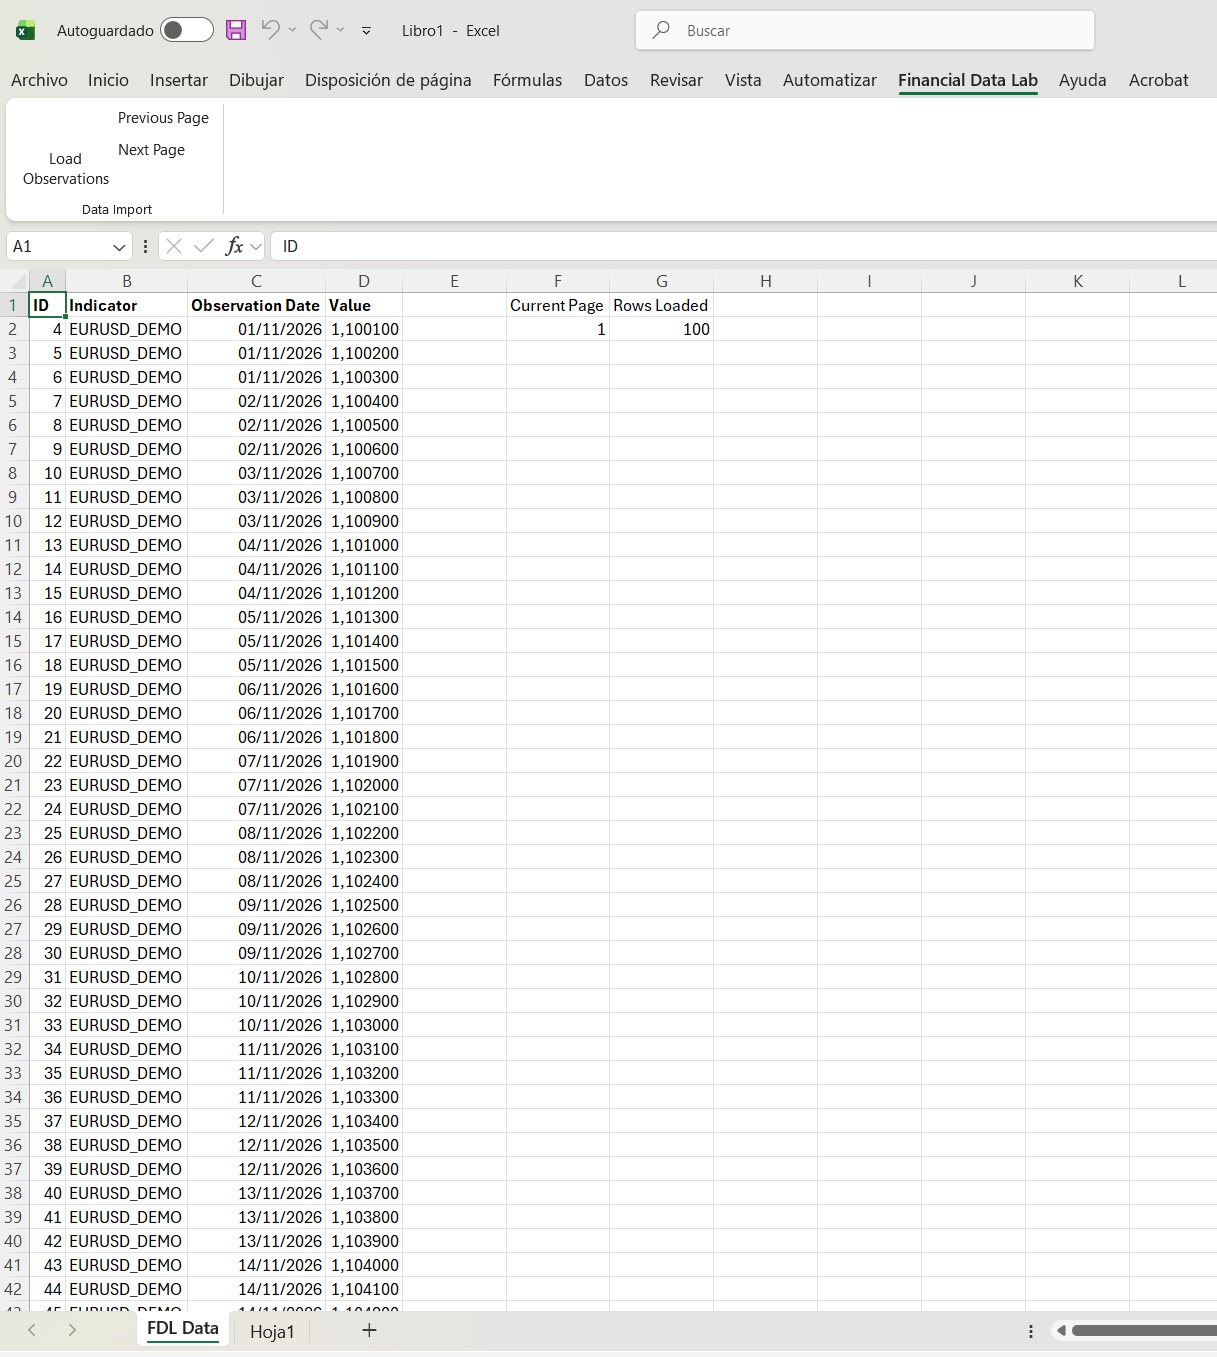 Autoguardado Libro1 - Excel Buscar
Archivo Inicio Insertar Dibujar Disposición de página Fórmulas Datos Revisar Vista Automatizar Financial Data Lab Ayuda Acrobat
Previous Page
Next Page
Load
Observations
Data Import
A1 fx ID
A B C D E F G H I J K L
1 ID Indicator Observation Date Value Current Page Rows Loaded
2 4 EURUSD_DEMO 01/11/2026 1,100100 1 100
3 5 EURUSD_DEMO 01/11/2026 1,100200
4 6 EURUSD_DEMO 01/11/2026 1,100300
5 7 EURUSD_DEMO 02/11/2026 1,100400
6 8 EURUSD_DEMO 02/11/2026 1,100500
7 9 EURUSD_DEMO 02/11/2026 1,100600
8 10 EURUSD_DEMO 03/11/2026 1,100700
9 11 EURUSD_DEMO 03/11/2026 1,100800
10 12 EURUSD_DEMO 03/11/2026 1,100900
11 13 EURUSD_DEMO 04/11/2026 1,101000
12 14 EURUSD_DEMO 04/11/2026 1,101100
13 15 EURUSD_DEMO 04/11/2026 1,101200
14 16 EURUSD_DEMO 05/11/2026 1,101300
15 17 EURUSD_DEMO 05/11/2026 1,101400
16 18 EURUSD_DEMO 05/11/2026 1,101500
17 19 EURUSD_DEMO 06/11/2026 1,101600
18 20 EURUSD_DEMO 06/11/2026 1,101700
19 21 EURUSD_DEMO 06/11/2026 1,101800
20 22 EURUSD_DEMO 07/11/2026 1,101900
21 23 EURUSD_DEMO 07/11/2026 1,102000
22 24 EURUSD_DEMO 07/11/2026 1,102100
23 25 EURUSD_DEMO 08/11/2026 1,102200
24 26 EURUSD_DEMO 08/11/2026 1,102300
25 27 EURUSD_DEMO 08/11/2026 1,102400
26 28 EURUSD_DEMO 09/11/2026 1,102500
27 29 EURUSD_DEMO 09/11/2026 1,102600
28 30 EURUSD_DEMO 09/11/2026 1,102700
29 31 EURUSD_DEMO 10/11/2026 1,102800
30 32 EURUSD_DEMO 10/11/2026 1,102900
31 33 EURUSD_DEMO 10/11/2026 1,103000
32 34 EURUSD_DEMO 11/11/2026 1,103100
33 35 EURUSD_DEMO 11/11/2026 1,103200
34 36 EURUSD_DEMO 11/11/2026 1,103300
35 37 EURUSD_DEMO 12/11/2026 1,103400
36 38 EURUSD_DEMO 12/11/2026 1,103500
37 39 EURUSD_DEMO 12/11/2026 1,103600
38 40 EURUSD_DEMO 13/11/2026 1,103700
39 41 EURUSD_DEMO 13/11/2026 1,103800
40 42 EURUSD_DEMO 13/11/2026 1,103900
41 43 EURUSD_DEMO 14/11/2026 1,104000
42 44 EURUSD_DEMO 14/11/2026 1,104100
FDL Data Hoja1